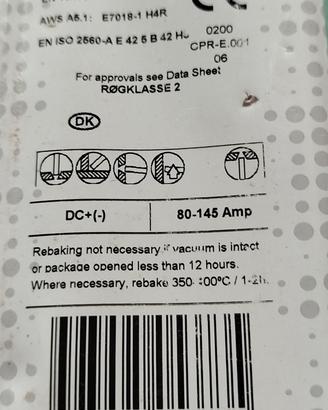 AWS A5.1: E7018-1 H4R
EN ISO 2560-A E 42 5 B 42 H5
0200
CPR-E.001
06
For approvals see Data Sheet
RØGKLASSE 2
DK
DC+(-)
80-145 Amp
Rebaking not necessary if vacuum is intect
or package opened less than 12 hours.
Where necessary, rebake 350- 00°C / 1-2h.